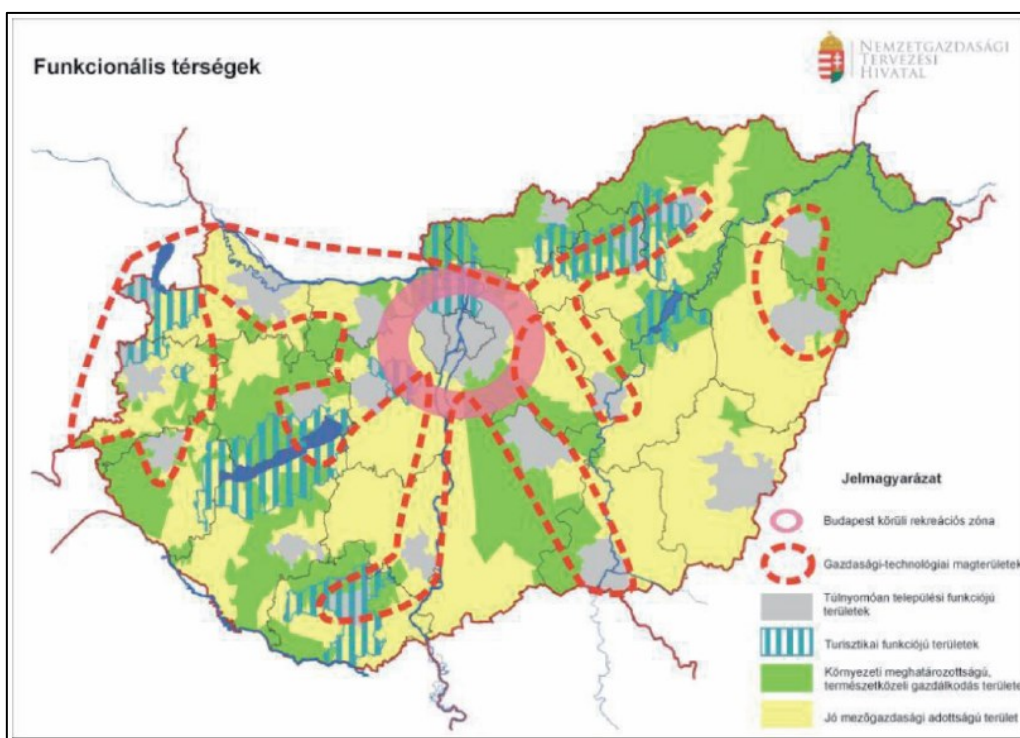 Funkcionális térségek
NEMZETGAZDASÁGI
TERVEZÉSI
HIVATAL
Jelmagyarázat
Budapest körüli rekreációs zóna
Gazdasági-technológiai magterületek
Túlnyomóan települési funkciójú
területek
Turisztikai funkciójú területek
Környezeti meghatározottságú,
természetközeli gazdálkodás területe
Jó mezőgazdasági adottságú terület